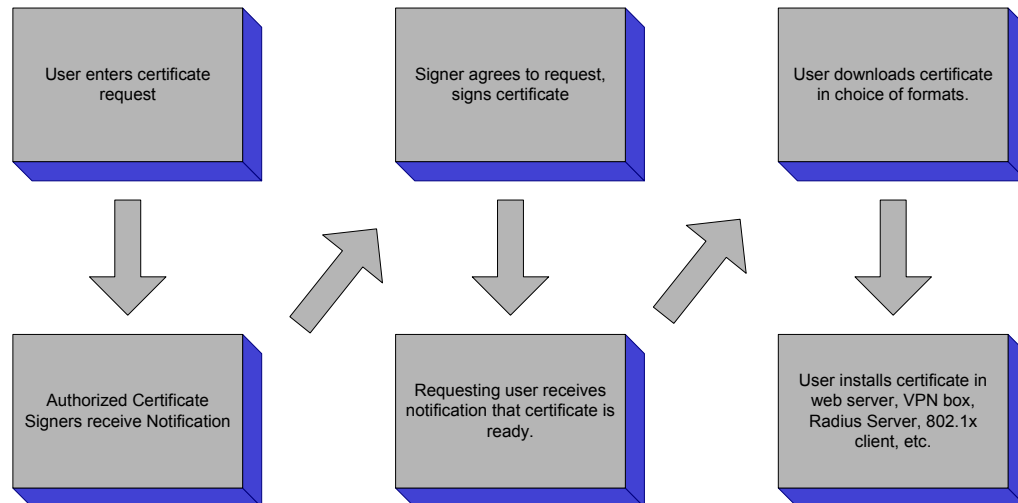 User enters certificate
request
Authorized Certificate
Signers receive Notification
Signer agrees to request,
signs certificate
Requesting user receives
notification that certificate is
ready.
User downloads certificate
in choice of formats.
User installs certificate in
web server, VPN box,
Radius Server, 802.1x
client, etc.